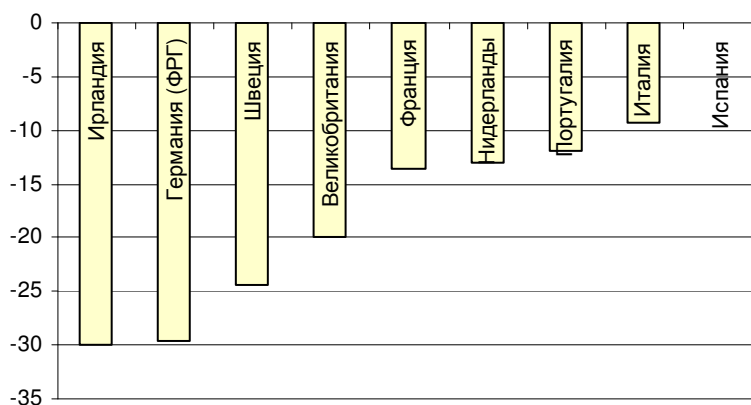 0
-5
-10
-15
-20
-25
-30
-35
Ирландия
Германия (ФРГ)
Швеция
Великобритания
Франция
Нидерланды
Португалия
Италия
Испания